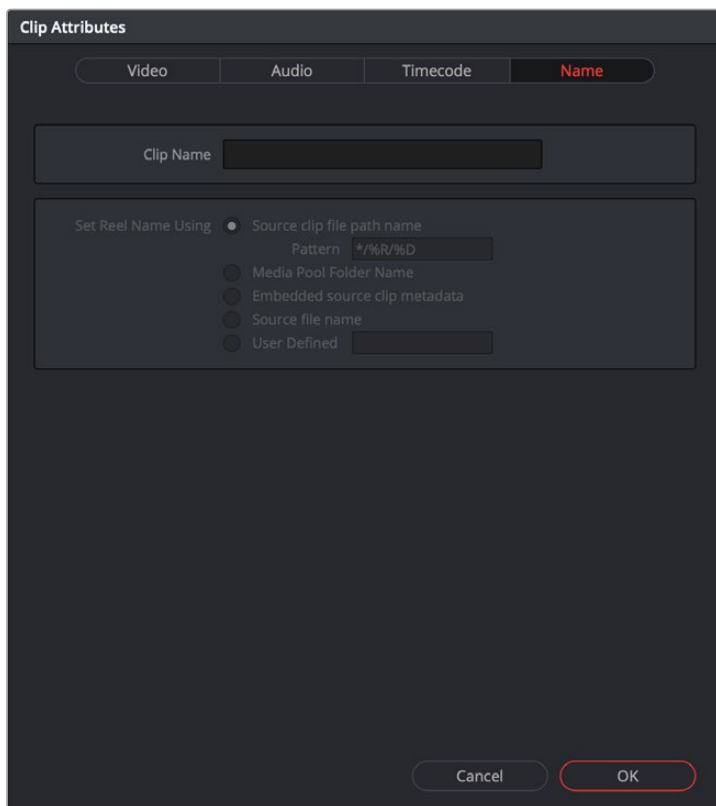 Clip Attributes
Video Audio Timecode Name
Clip Name
Set Reel Name Using Source clip file path name
Pattern */%R/%D
Media Pool Folder Name
Embedded source clip metadata
Source file name
User Defined
Cancel OK